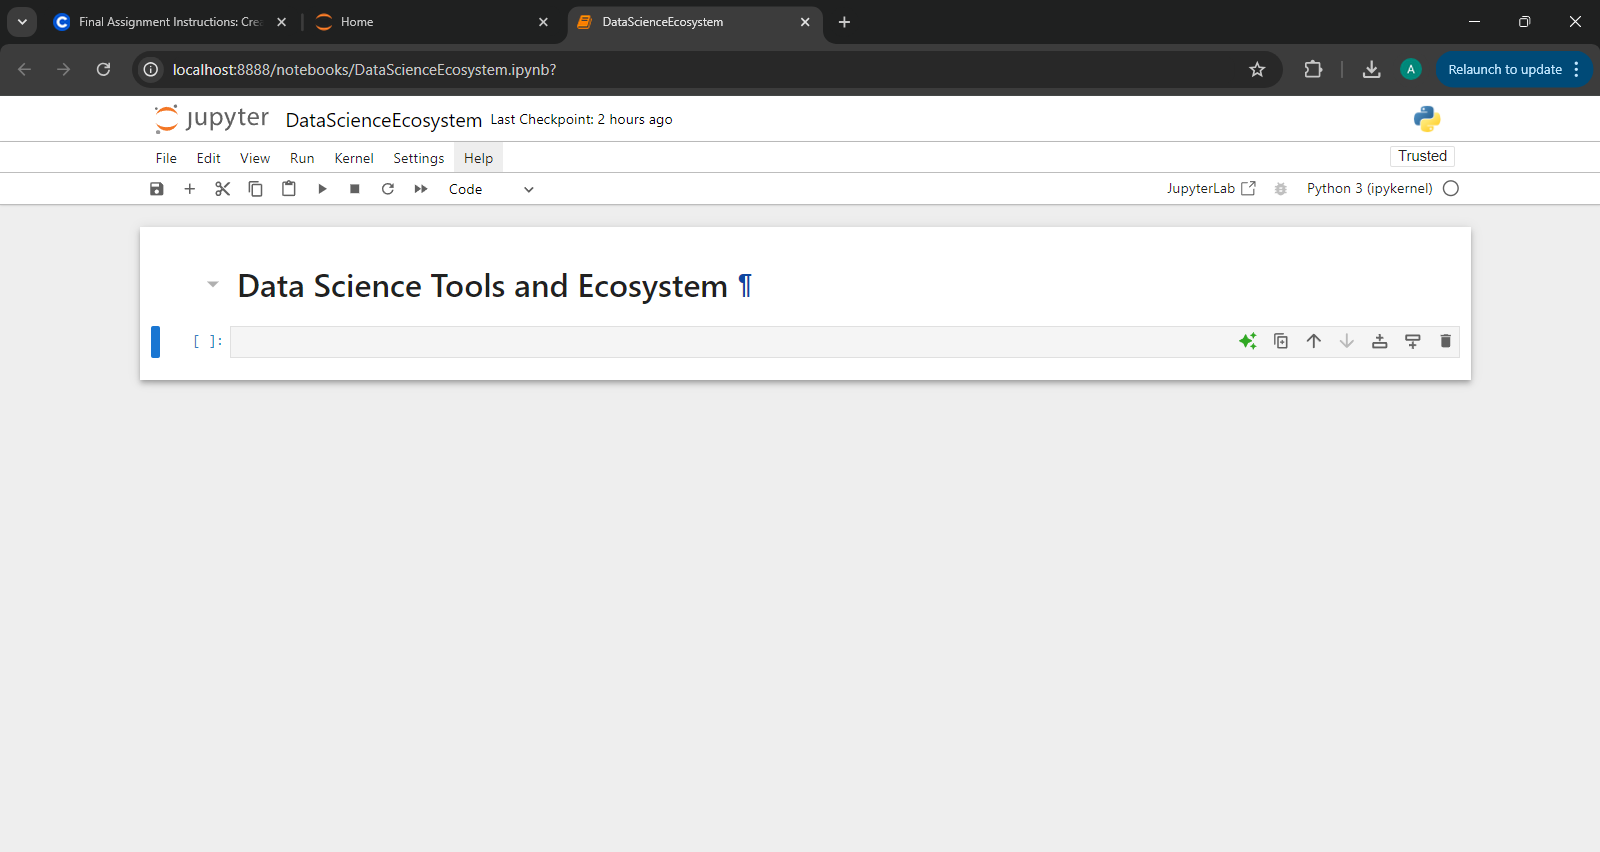 Final Assignment Instructions: Cre
Home
DataScienceEcosystem
localhost:8888/notebooks/DataScienceEcosystem.ipynb?
A
Relaunch to update
jupyter
DataScienceEcosystem
Last Checkpoint: 2 hours ago
File
Edit
View
Run
Kernel
Settings
Help
Trusted
Code
JupyterLab
Python 3 (ipykernel)
Data Science Tools and Ecosystem ¶
[ ]: